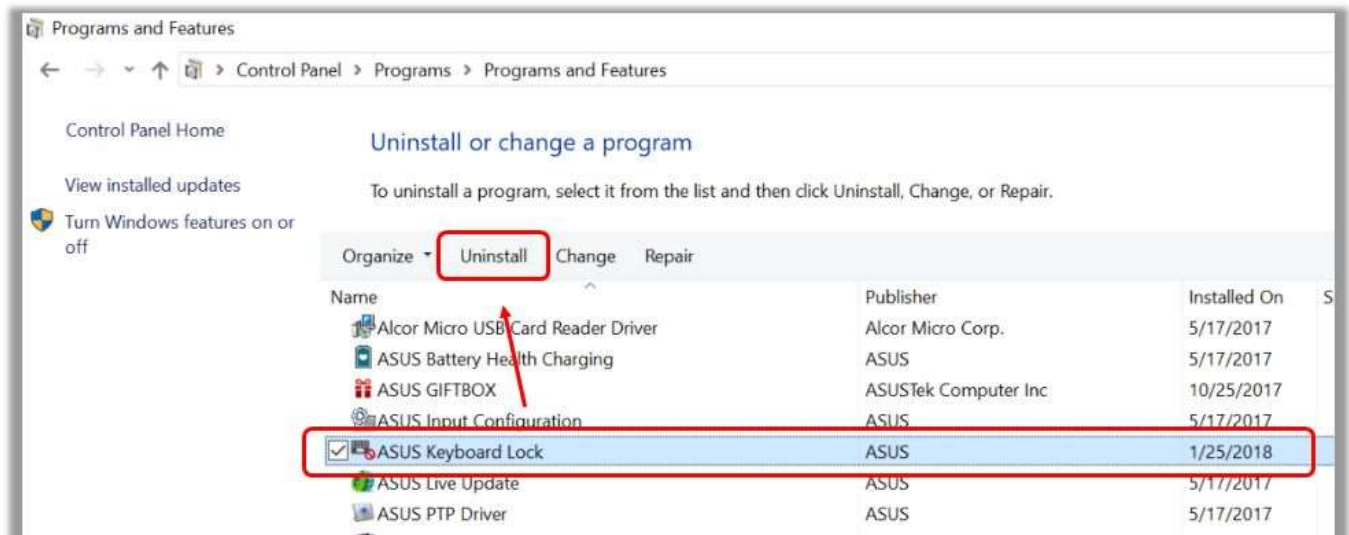 Programs and Features
Control Panel > Programs > Programs and Features
Control Panel Home
Uninstall or change a program
View installed updates
To uninstall a program, select it from the list and then click Uninstall, Change, or Repair.
Turn Windows features on or
off
Organize Uninstall Change Repair
Name Publisher Installed On S
Alcor Micro USB Card Reader Driver Alcor Micro Corp. 5/17/2017
ASUS Battery Health Charging ASUS 5/17/2017
ASUS GIFTBOX ASUSTek Computer Inc 10/25/2017
ASUS Input Configuration ASUS 5/17/2017
ASUS Keyboard Lock ASUS 1/25/2018
ASUS Live Update ASUS 5/17/2017
ASUS PTP Driver ASUS 5/17/2017